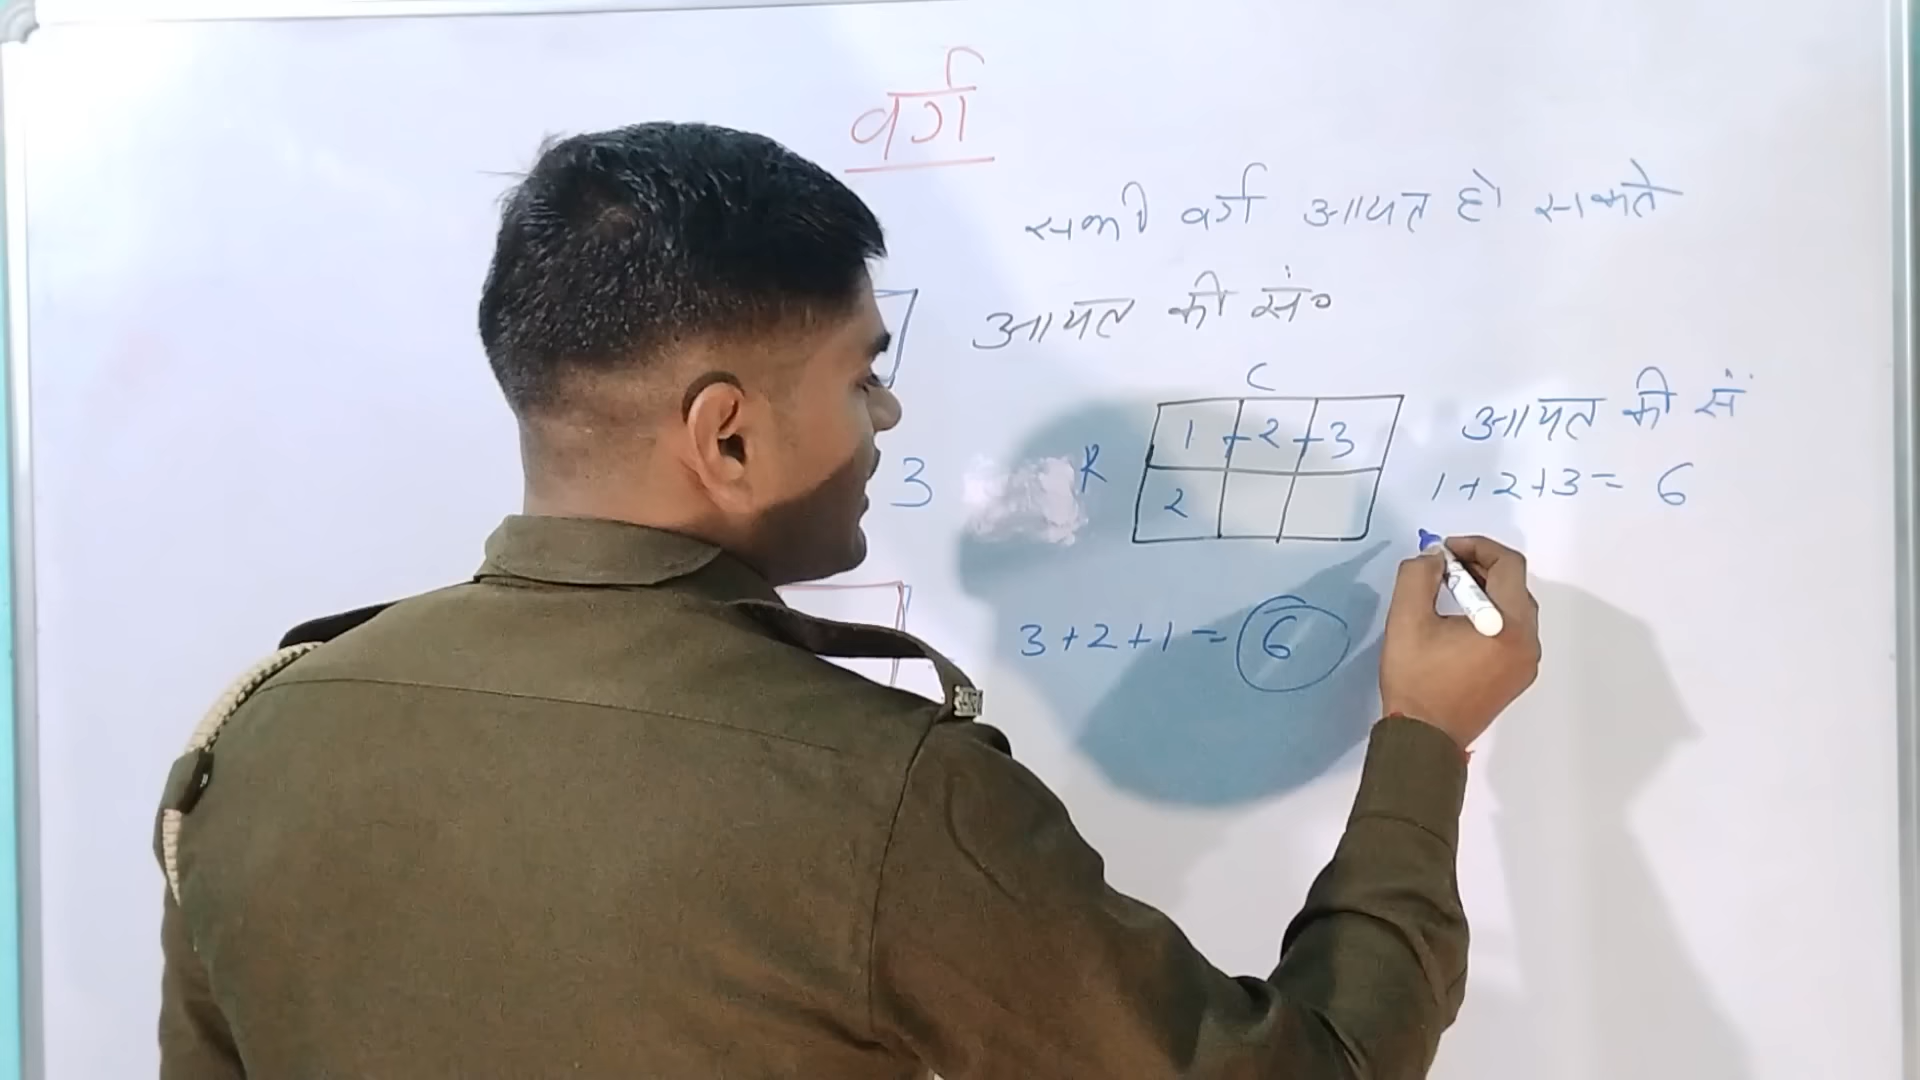 वर्ग
सभी वर्ग आयत हो सकते
आयत की सं०
C
1+2+3
आयत की सं
3
R
2
1+2+3= 6
3+2+1 = 6